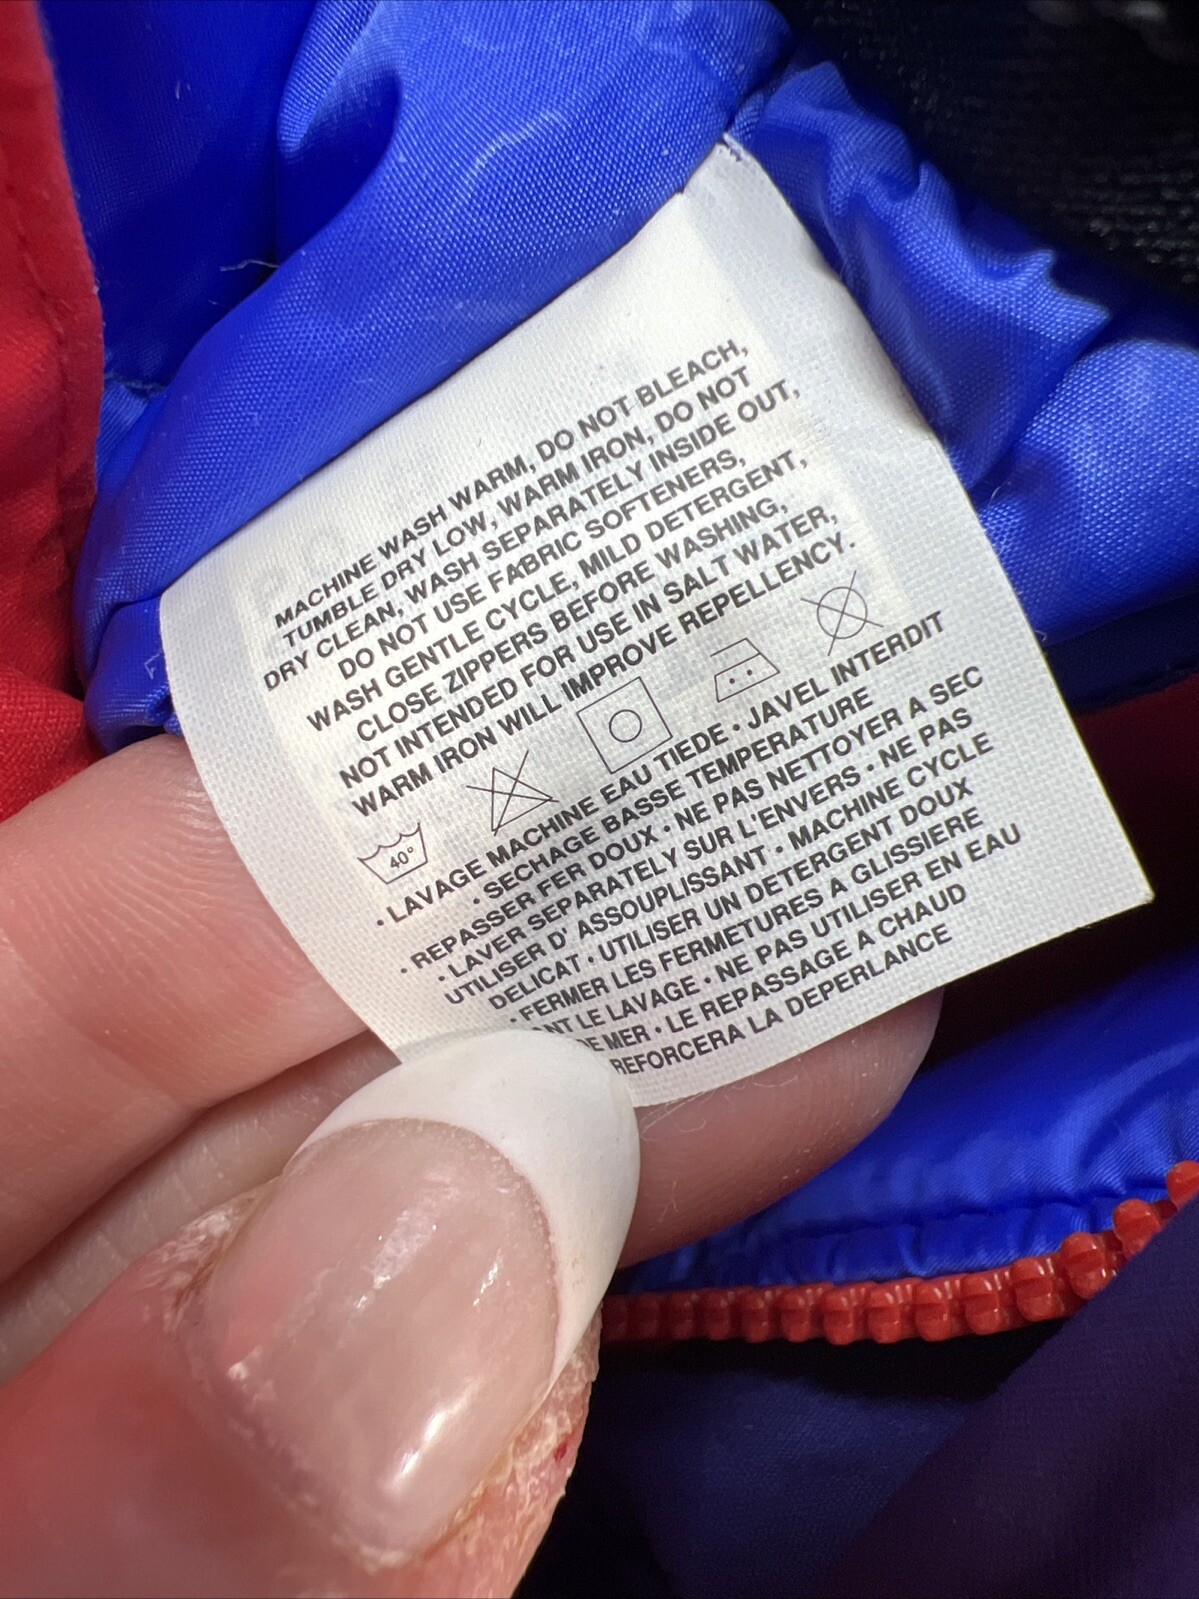 MACHINE WASH WARM, DO NOT BLEACH,
TUMBLE DRY LOW, WARM IRON, DO NOT
DRY CLEAN, WASH SEPARATELY INSIDE OUT,
DO NOT USE FABRIC SOFTENERS,
WASH GENTLE CYCLE, MILD DETERGENT,
CLOSE ZIPPERS BEFORE WASHING,
NOT INTENDED FOR USE IN SALT WATER,
WARM IRON WILL IMPROVE REPELLENCY.
40°
• LAVAGE MACHINE EAU TIEDE • JAVEL INTERDIT
• SECHAGE BASSE TEMPERATURE
• REPASSER FER DOUX • NE PAS NETTOYER A SEC
• LAVER SEPARATELY SUR L'ENVERS • NE PAS
UTILISER D' ASSOUPLISSANT • MACHINE CYCLE
DELICAT • UTILISER UN DETERGENT DOUX
• FERMER LES FERMETURES A GLISSIERE
ANT LE LAVAGE • NE PAS UTILISER EN EAU
DE MER • LE REPASSAGE A CHAUD
REFORCERA LA DEPERLANCE